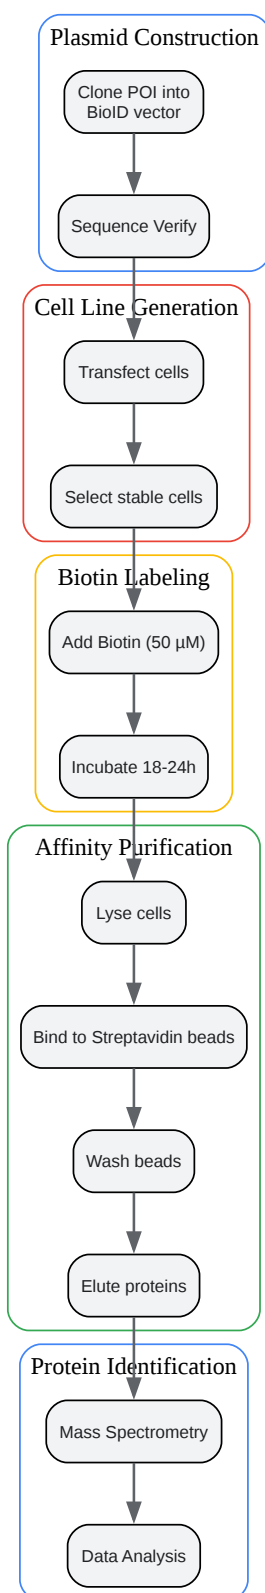 Plasmid Construction
Clone POI into
BioID vector
Sequence Verify
Cell Line Generation
Transfect cells
Select stable cells
Biotin Labeling
Add Biotin (50 µM)
Incubate 18-24h
Affinity Purification
Lyse cells
Bind to Streptavidin beads
Wash beads
Elute proteins
Protein Identification
Mass Spectrometry
Data Analysis